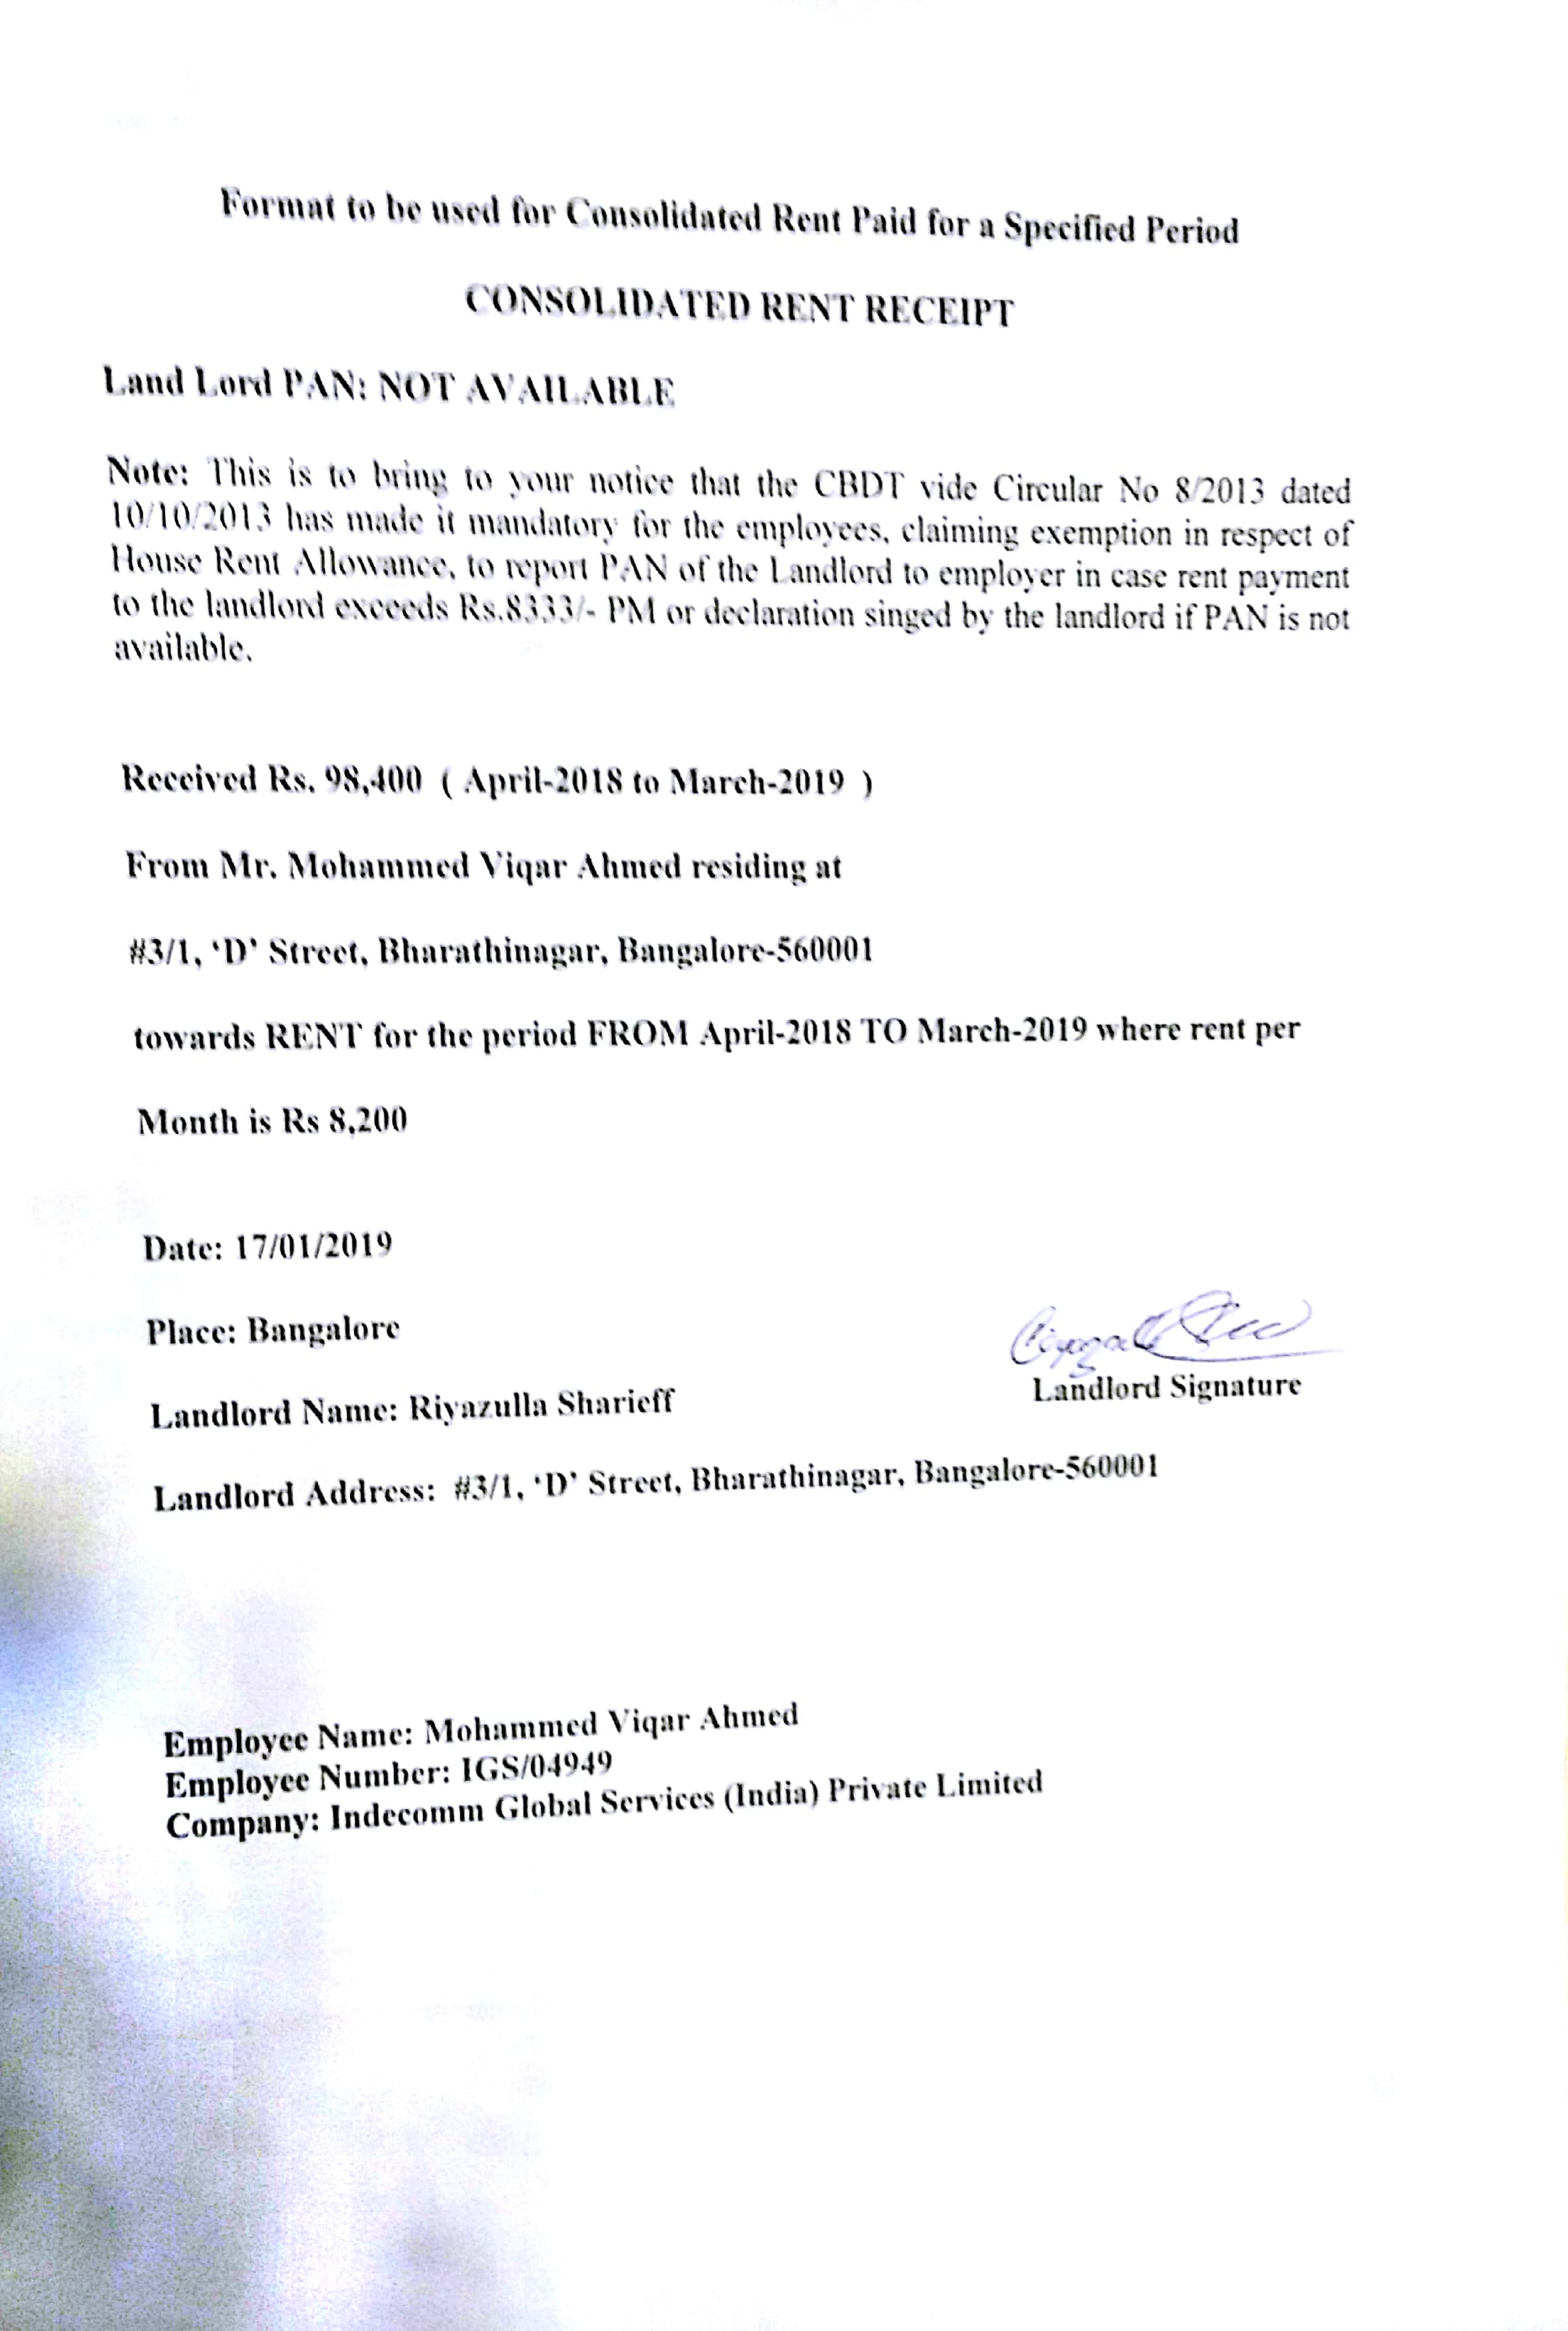 Format to be used for Consolidated Rent Paid for a Specified Period
CONSOLIDATED RENT RECEIPT
Land Lord PAN: NOT AVAILABLE
Note: This is to bring to your notice that the CBDT vide Circular No 8/2013 dated
10/10/2013 has made it mandatory for the employees, claiming exemption in respect of
House Rent Allowance, to report PAN of the Landlord to employer in case rent payment
to the landlord exceeds Rs.8333/- PM or declaration singed by the landlord if PAN is not
available.
Received Rs. 98,400 ( April-2018 to March-2019 )
From Mr. Mohammed Viqar Ahmed residing at
#3/1, ‘D’ Street, Bharathinagar, Bangalore-560001
towards RENT for the period FROM April-2018 TO March-2019 where rent per
Month is Rs 8,200
Date: 17/01/2019
Place: Bangalore
Landlord Signature
Landlord Name: Riyazulla Sharieff
Landlord Address: #3/1, ‘D’ Street, Bharathinagar, Bangalore-560001
Employee Name: Mohammed Viqar Ahmed
Employee Number: IGS/04949
Company: Indecomm Global Services (India) Private Limited